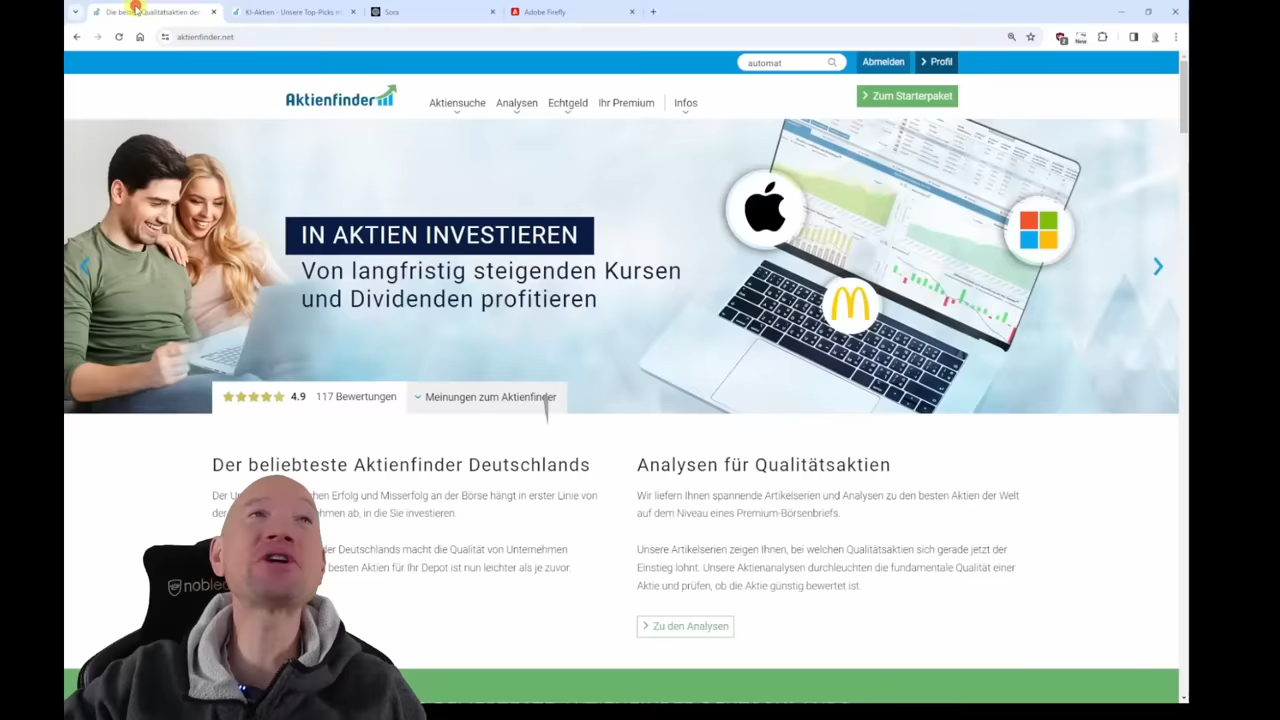 Die be
Qualitätsaktien der
KI-Aktien - Unsere Top-Picks m
Sora
Adobe Firefly
aktienfinder.net
New
automat
Abmelden
Profil
Aktienfinder
Aktiensuche
Analysen
Echtgeld
Ihr Premium
Infos
Zum Starterpaket
IN AKTIEN INVESTIEREN
Von langfristig steigenden Kursen
und Dividenden profitieren
4.9
117 Bewertungen
Meinungen zum Aktienfinder
Der beliebteste Aktienfinder Deutschlands
Der Un
chen Erfolg und Misserfolg an der Börse hängt in erster Linie von
der
hmen ab, in die Sie investieren.
der Deutschlands macht die Qualität von Unternehmen
besten Aktien für Ihr Depot ist nun leichter als je zuvor.
Analysen für Qualitätsaktien
Wir liefern Ihnen spannende Artikelserien und Analysen zu den besten Aktien der Welt
auf dem Niveau eines Premium-Börsenbriefs.
Unsere Artikelserien zeigen Ihnen, bei welchen Qualitätsaktien sich gerade jetzt der
Einstieg lohnt. Unsere Aktienanalysen durchleuchten die fundamentale Qualität einer
Aktie und prüfen, ob die Aktie günstig bewertet ist.
Zu den Analysen
noble